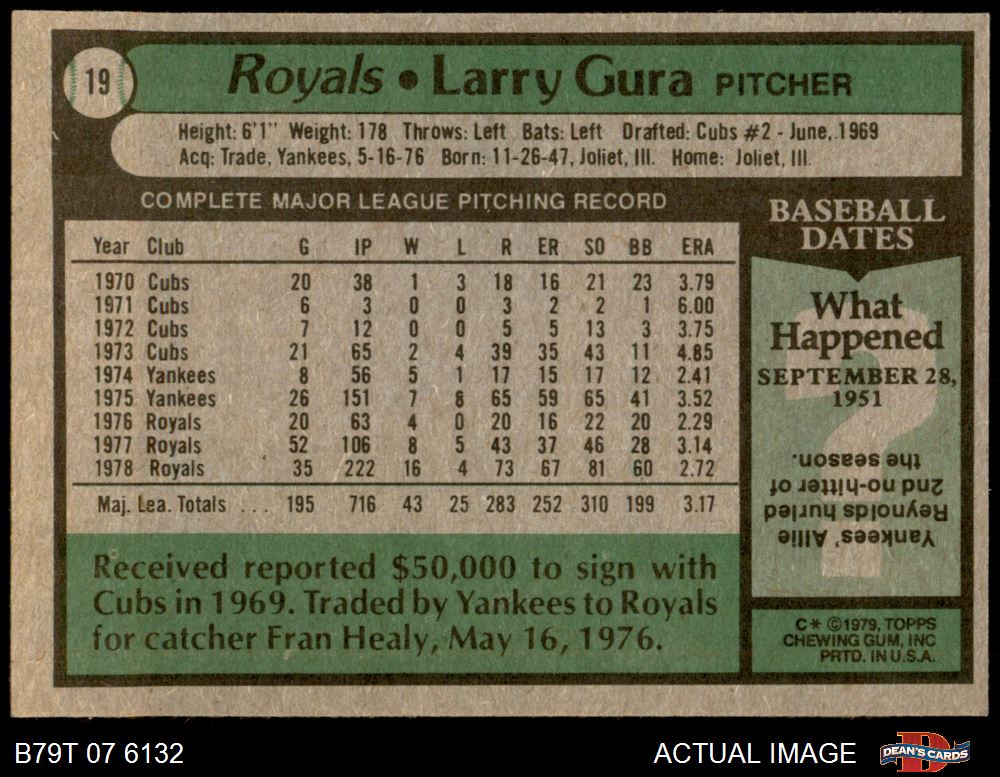 19
Royals • Larry Gura PITCHER
Height: 6'1" Weight: 178 Throws: Left Bats: Left Drafted: Cubs #2 - June, 1969
Acq: Trade, Yankees, 5-16-76 Born: 11-26-47, Joliet, Ill. Home: Joliet, Ill.
COMPLETE MAJOR LEAGUE PITCHING RECORD
Year Club G IP W L R ER SO BB ERA
1970 Cubs 20 38 1 3 18 16 21 23 3.79
1971 Cubs 6 3 0 0 3 2 2 1 6.00
1972 Cubs 7 12 0 0 5 5 13 3 3.75
1973 Cubs 21 65 2 4 39 35 43 11 4.85
1974 Yankees 8 56 5 1 17 15 17 12 2.41
1975 Yankees 26 151 7 8 65 59 65 41 3.52
1976 Royals 20 63 4 0 20 16 22 20 2.29
1977 Royals 52 106 8 5 43 37 46 28 3.14
1978 Royals 35 222 16 4 73 67 81 60 2.72
Maj. Lea. Totals ... 195 716 43 25 283 252 310 199 3.17
Received reported $50,000 to sign with
Cubs in 1969. Traded by Yankees to Royals
for catcher Fran Healy, May 16, 1976.
BASEBALL
DATES
What
Happened
SEPTEMBER 28,
1951
Yankees' Allie
Reynolds hurled
2nd no-hitter of
the season.
C* ©1979, TOPPS
CHEWING GUM, INC
PRTD. IN U.S.A.
B79T 07 6132
ACTUAL IMAGE
D
DEAN'S CARDS